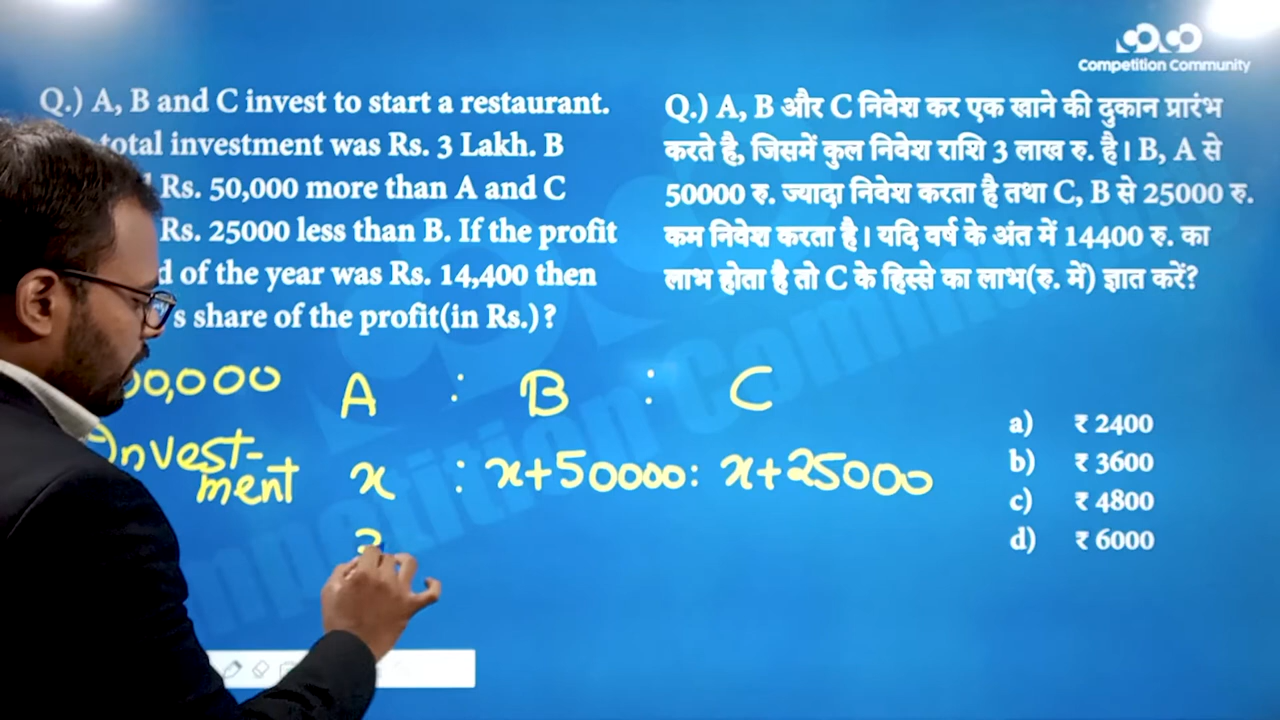 Competition Community
Q.) A, B and C invest to start a restaurant.
total investment was Rs. 3 Lakh. B
Rs. 50,000 more than A and C
Rs. 25000 less than B. If the profit
of the year was Rs. 14,400 then
's share of the profit(in Rs.)?
Q.) A, B और C निवेश कर एक खाने की दुकान प्रारंभ
करते है, जिसमें कुल निवेश राशि 3 लाख रु. है। B, A से
50000 रु. ज्यादा निवेश करता है तथा C, B से 25000 रु.
कम निवेश करता है। यदि वर्ष के अंत में 14400 रु. का
लाभ होता है तो C के हिस्से का लाभ(रु. में) ज्ञात करें?
00,000 A : B : C
Invest-
ment x : x+50000 : x+25000
a) ₹ 2400
b) ₹ 3600
c) ₹ 4800
d) ₹ 6000